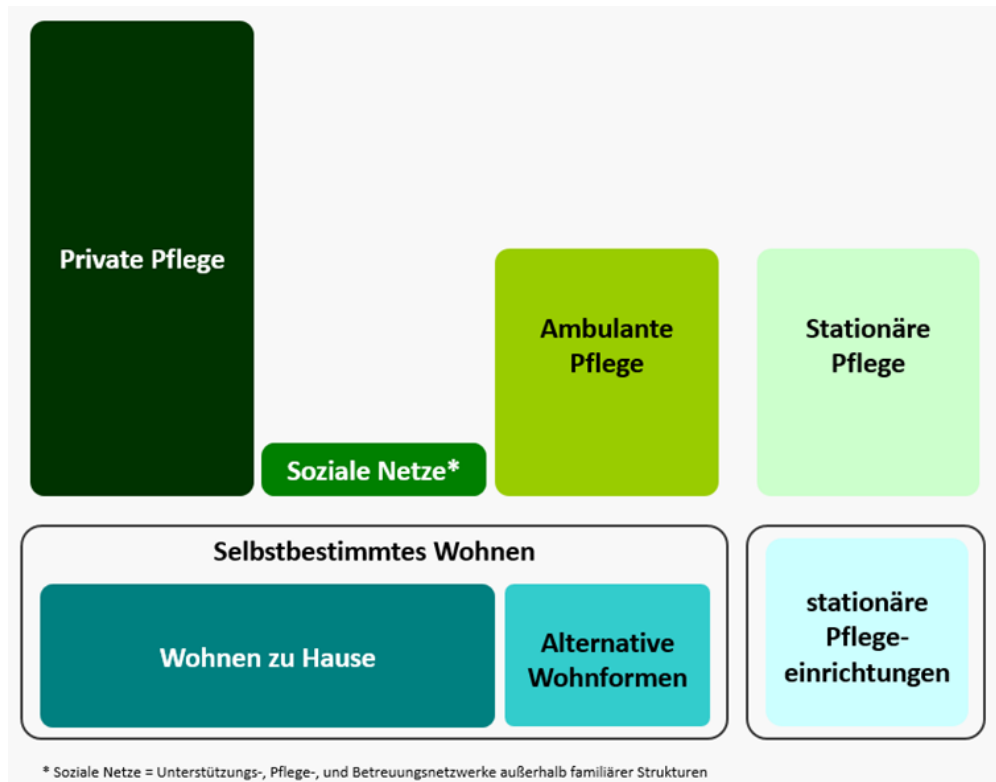 Private Pflege
Soziale Netze*
Ambulante
Pflege
Stationäre
Pflege
Selbstbestimmtes Wohnen
Wohnen zu Hause
Alternative
Wohnformen
stationäre
Pflege-
einrichtungen
* Soziale Netze = Unterstützungs-, Pflege-, und Betreuungsnetzwerke außerhalb familiärer Strukturen